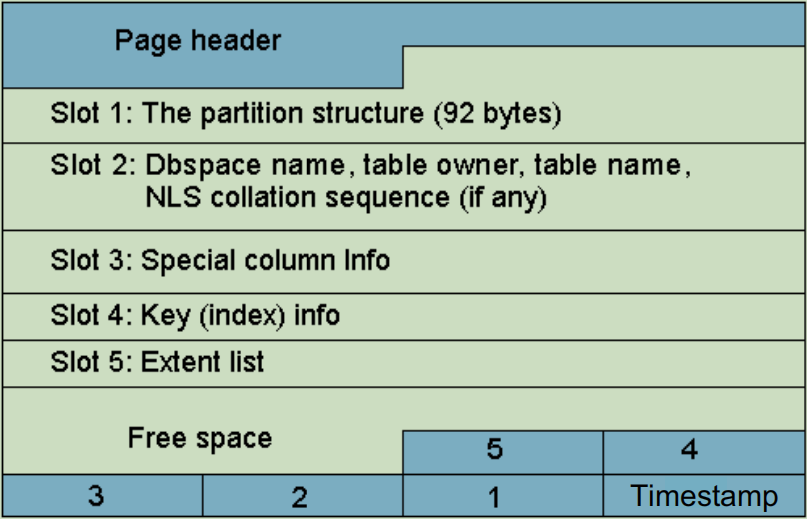 Page header
Slot 1: The partition structure (92 bytes)
Slot 2: Dbspace name, table owner, table name,
NLS collation sequence (if any)
Slot 3: Special column Info
Slot 4: Key (index) info
Slot 5: Extent list
Free space
5 4
3 2 1 Timestamp